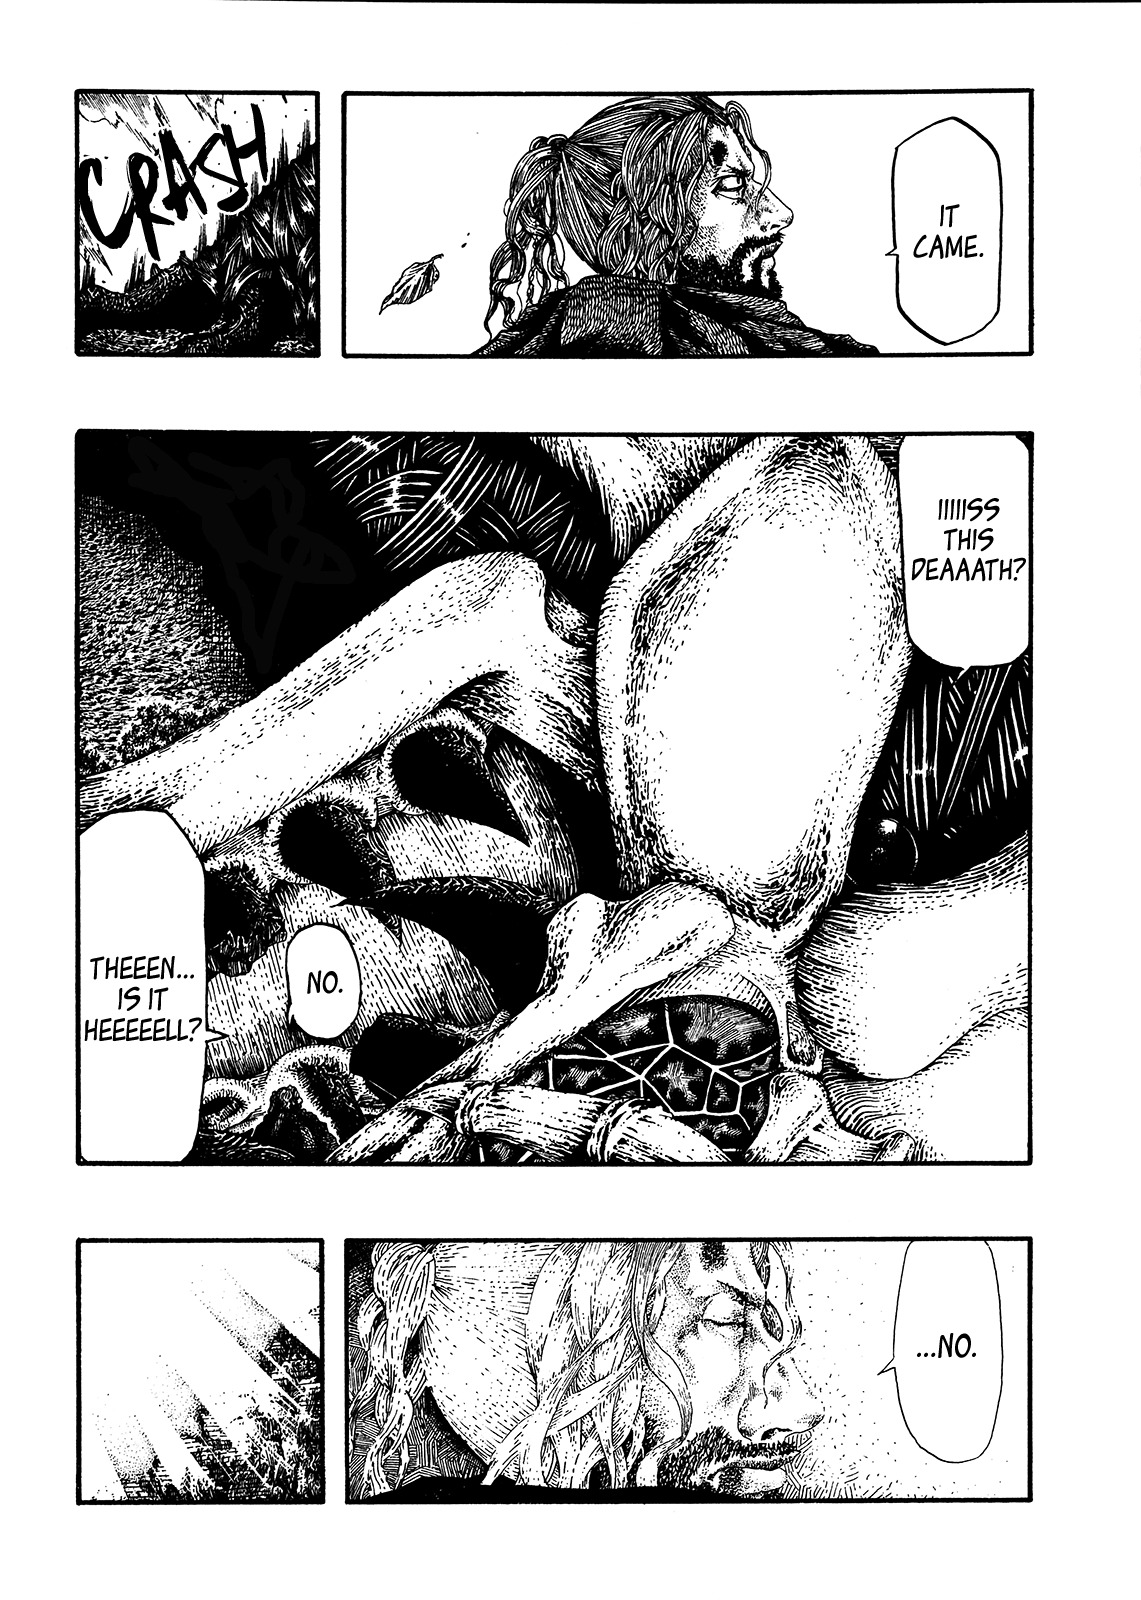 IT
CAME.
CRASH
IIIIISS
THIS
DEAAATH?
NO.
THEEEN...
IS IT
HEEEEELL?
...NO.